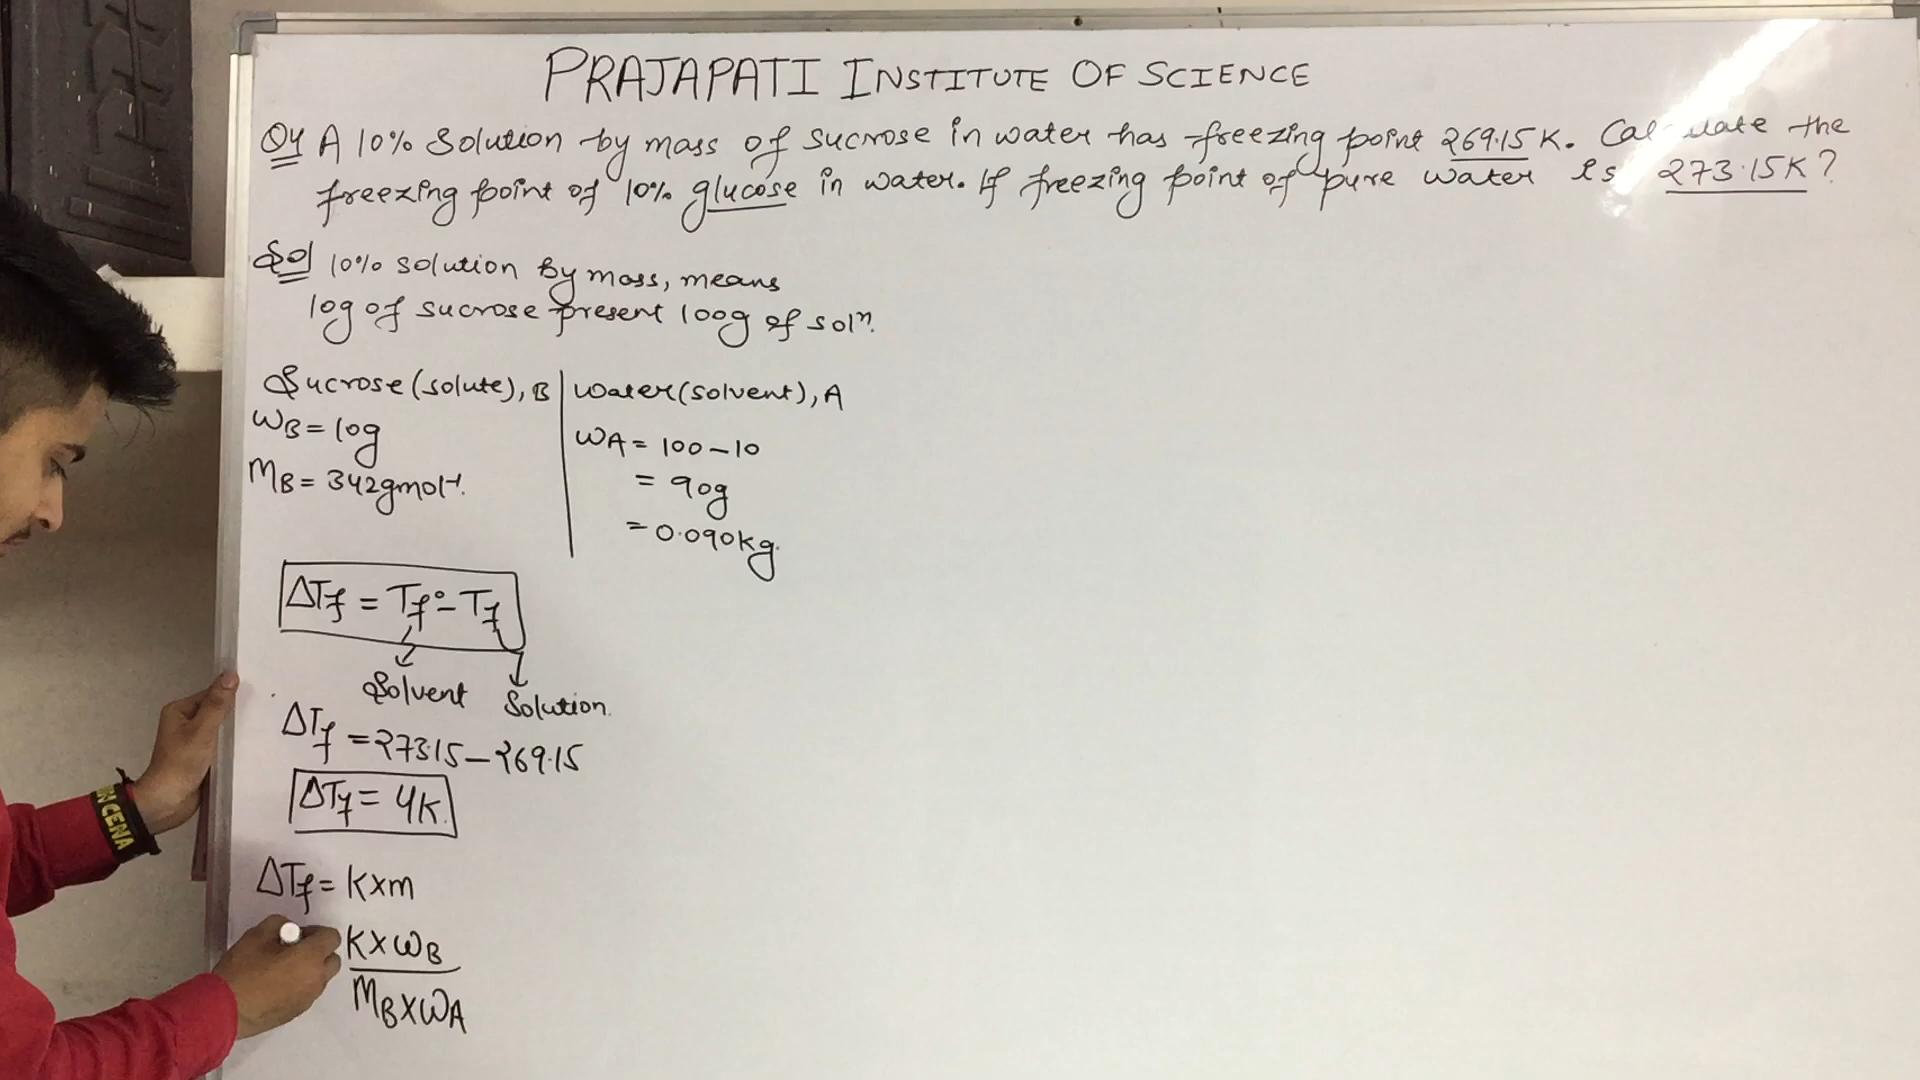 PRAJAPATI INSTITUTE OF SCIENCE
Q4 A 10% Solution by mass of sucrose in water has freezing point 269.15K. the
freezing point of 10% glucose in water. If freezing point of pure water is 273.15K?
Sol 10% solution By mass, means
10g of sucrose present 100g of solⁿ.
Sucrose (solute), B
WB = 10g
MB = 342gmol⁻¹.
water(solvent), A
WA = 100-10
= 90g
= 0.090kg.
ΔTf = Tf° - Tf
Solvent Solution.
ΔTf = 273.15 - 269.15
ΔTf = 4K.
ΔTf = K×m
K×WB
MB×WA
CENA